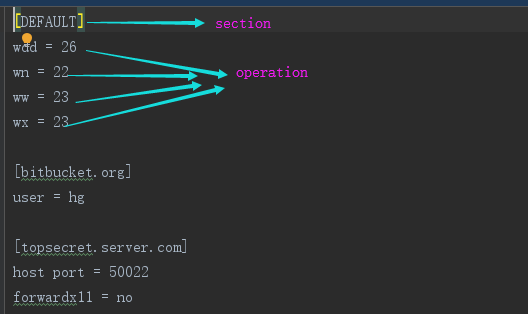 [DEFAULT] section
wdd = 26
wn = 22 operation
ww = 23
wx = 23
[bitbucket.org]
user = hg
[topsecret.server.com]
host port = 50022
forwardx11 = no